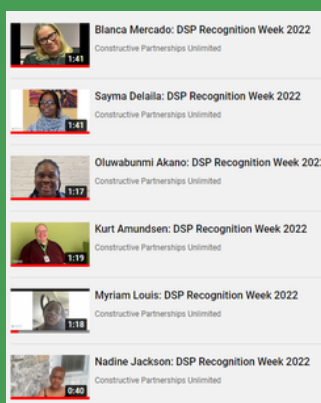 Blanca Mercado: DSP Recognition Week 2022
Constructive Partnerships Unlimited
1:41
Sayma Delaila: DSP Recognition Week 2022
Constructive Partnerships Unlimited
1:41
Oluwabunmi Akano: DSP Recognition Week 202
Constructive Partnerships Unlimited
1:17
Kurt Amundsen: DSP Recognition Week 2022
Constructive Partnerships Unlimited
1:19
Myriam Louis: DSP Recognition Week 2022
Constructive Partnerships Unlimited
1:18
Nadine Jackson: DSP Recognition Week 2022
Constructive Partnerships Unlimited
0:40